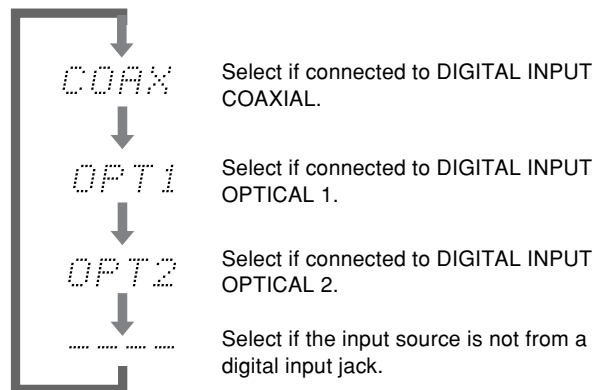 COAX
Select if connected to DIGITAL INPUT
COAXIAL.
OPT1
Select if connected to DIGITAL INPUT
OPTICAL 1.
OPT2
Select if connected to DIGITAL INPUT
OPTICAL 2.
----
Select if the input source is not from a
digital input jack.